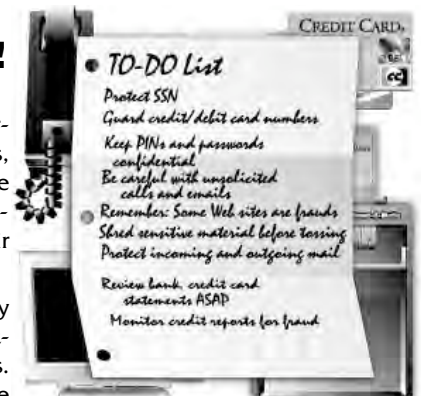 !
CREDIT CARD
cc
TO-DO List
Protect SSN
Guard credit/debit card numbers
Keep PINs and passwords
confidential
Be careful with unsolicited
calls and emails
Remember: Some Web sites are frauds
Shred sensitive material before tossing
Protect incoming and outgoing mail
Review bank, credit card
statements ASAP
Monitor credit reports for fraud